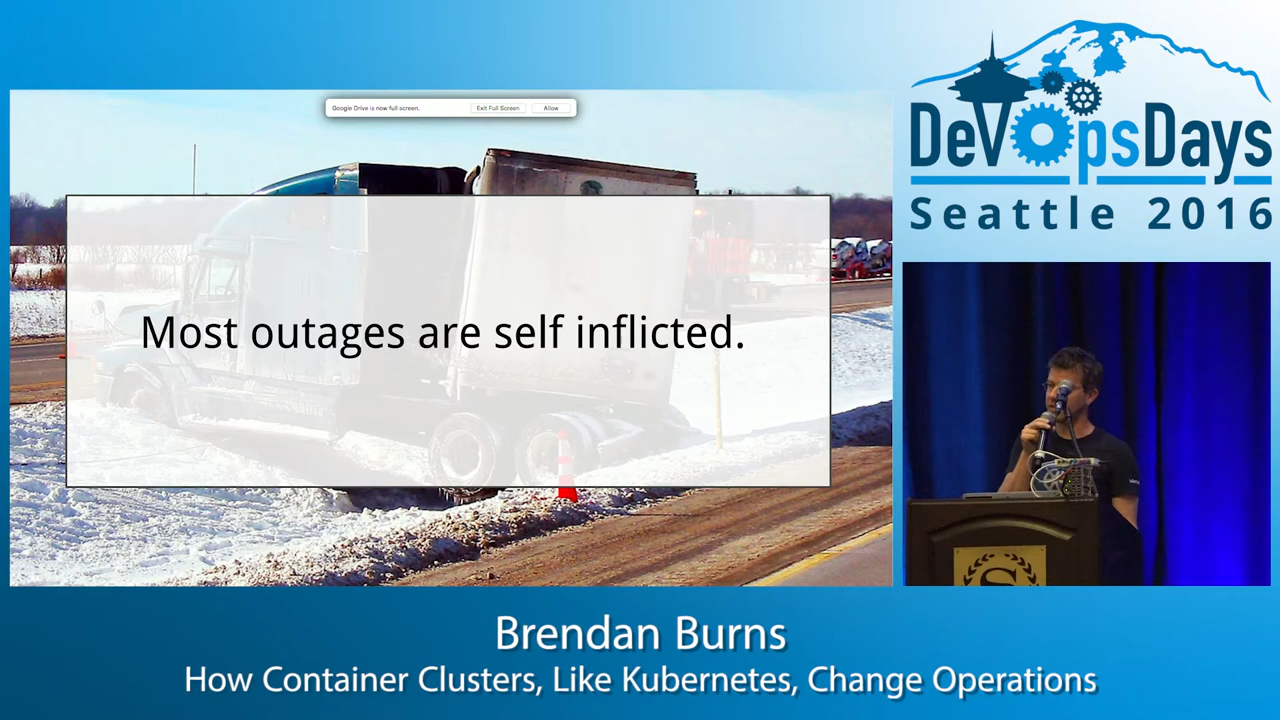 Google Drive is now full screen.
Exit Full Screen
Allow
Most outages are self inflicted.
DevOpsDays
Seattle 2016
S
Brendan Burns
How Container Clusters, Like Kubernetes, Change Operations